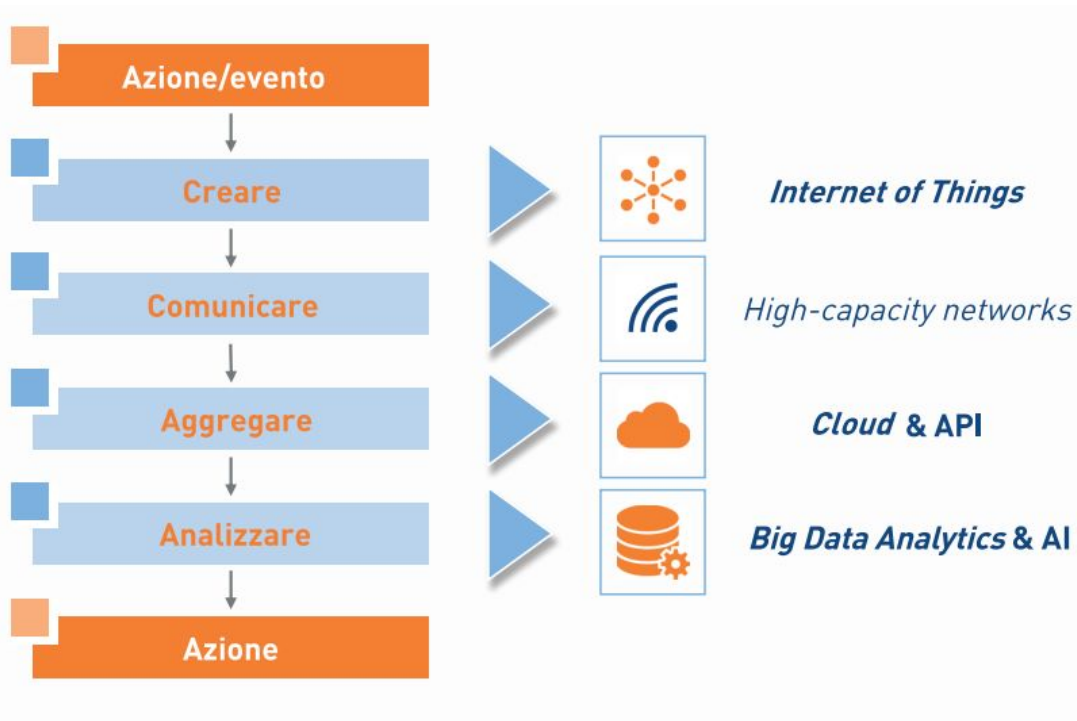 Azione/evento
Creare
Internet of Things
Comunicare
High-capacity networks
Aggregare
Cloud & API
Analizzare
Big Data Analytics & AI
Azione